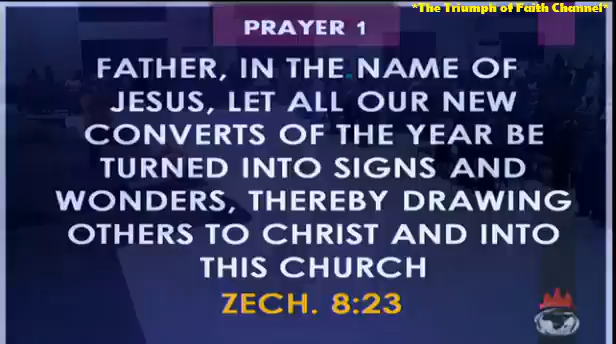 *The Triumph of Faith Channel*
PRAYER 1
FATHER, IN THE NAME OF
JESUS, LET ALL OUR NEW
CONVERTS OF THE YEAR BE
TURNED INTO SIGNS AND
WONDERS, THEREBY DRAWING
OTHERS TO CHRIST AND INTO
THIS CHURCH
ZECH. 8:23